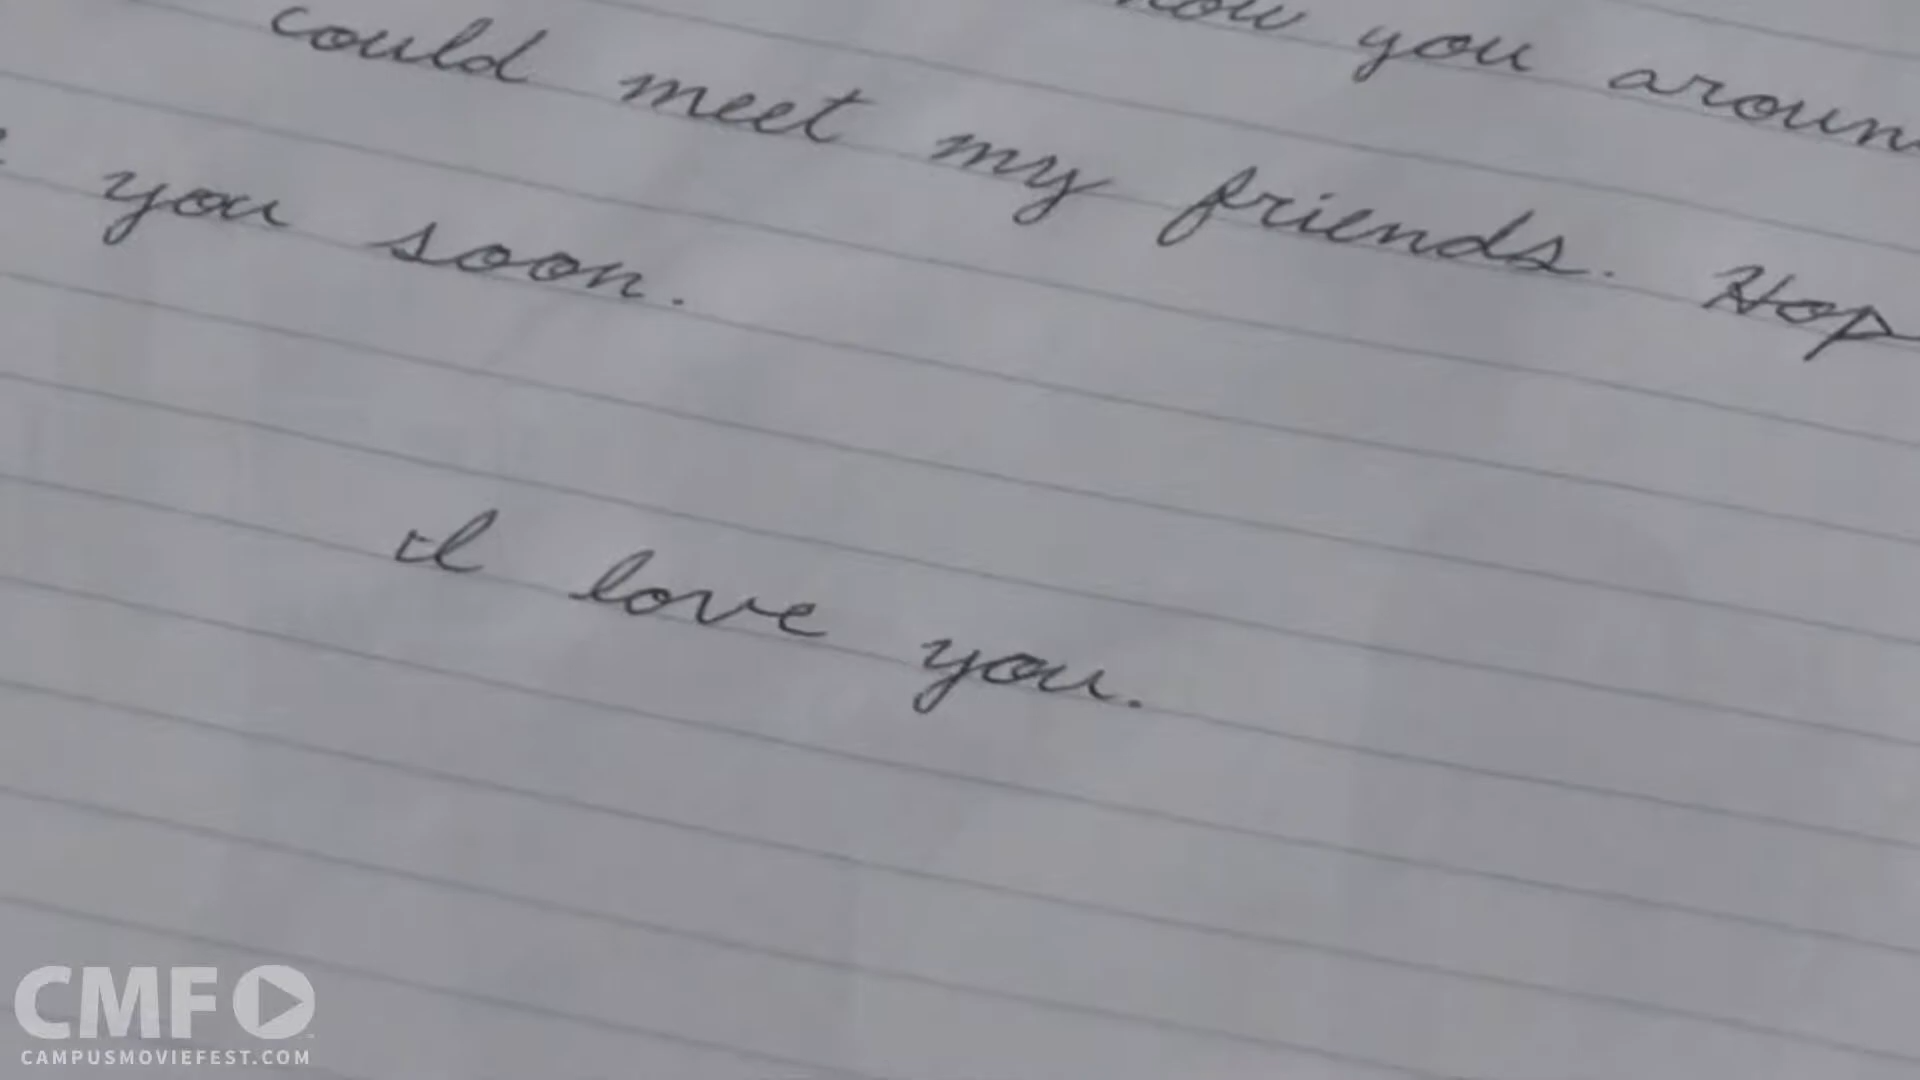 you
could meet my friends.
you soon.
I love you.
CMF
CAMPUSMOVIEFEST.COM